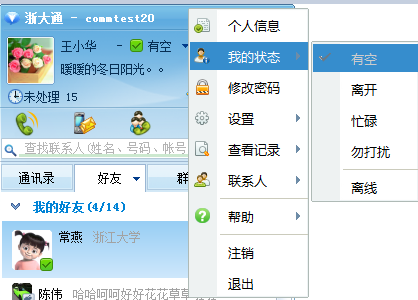 浙大通 - commtest20
王小华 - 有空
暖暖的冬日阳光。。
未处理 15
查找联系人(姓名、号码、帐号
通讯录 好友 群
我的好友(4/14)
常燕 浙江大学
陈伟 哈哈呵呵好好花花草草
个人信息
我的状态
修改密码
设置
查看记录
联系人
帮助
注销
退出
有空
离开
忙碌
勿打扰
离线